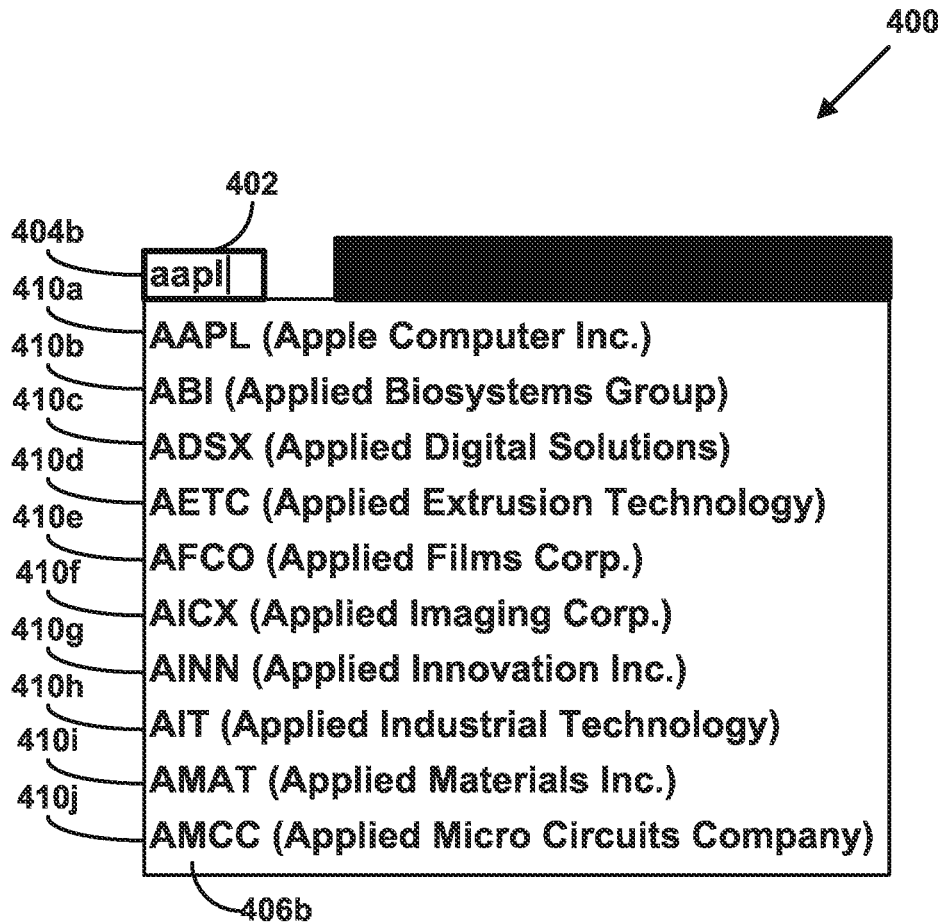 400
402
404b
aapl
410a
AAPL (Apple Computer Inc.)
410b
ABI (Applied Biosystems Group)
410c
ADSX (Applied Digital Solutions)
410d
AETC (Applied Extrusion Technology)
410e
AFCO (Applied Films Corp.)
410f
AICX (Applied Imaging Corp.)
410g
AINN (Applied Innovation Inc.)
410h
AIT (Applied Industrial Technology)
410i
AMAT (Applied Materials Inc.)
410j
AMCC (Applied Micro Circuits Company)
406b